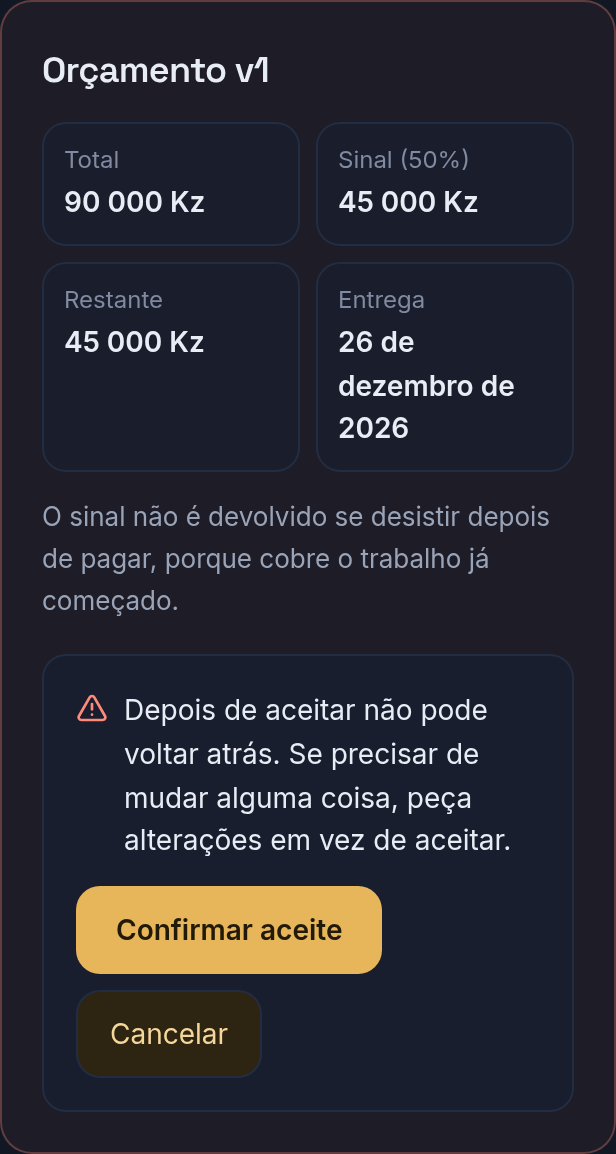 Orçamento v1
Total
90 000 Kz
Sinal (50%)
45 000 Kz
Restante
45 000 Kz
Entrega
26 de
dezembro de
2026
O sinal não é devolvido se desistir depois
de pagar, porque cobre o trabalho já
começado.
Depois de aceitar não pode
voltar atrás. Se precisar de
mudar alguma coisa, peça
alterações em vez de aceitar.
Confirmar aceite
Cancelar